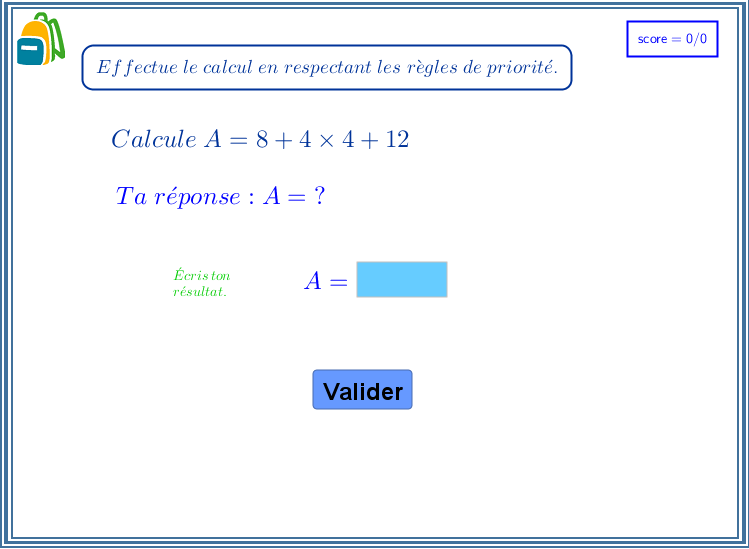 score = 0/0
Effectue le calcul en respectant les règles de priorité.
Calcule A = 8 + 4 × 4 + 12
Ta réponse : A = ?
Écris ton
résultat.
A =
Valider